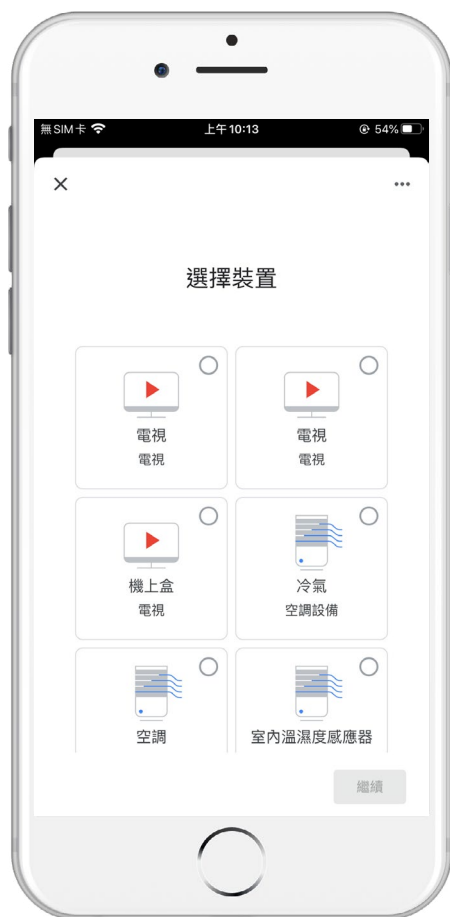 無SIM卡 上午10:13 54%
選擇裝置
電視 電視
電視 電視
機上盒 冷氣
電視 空調設備
空調 室內溫濕度感應器
繼續